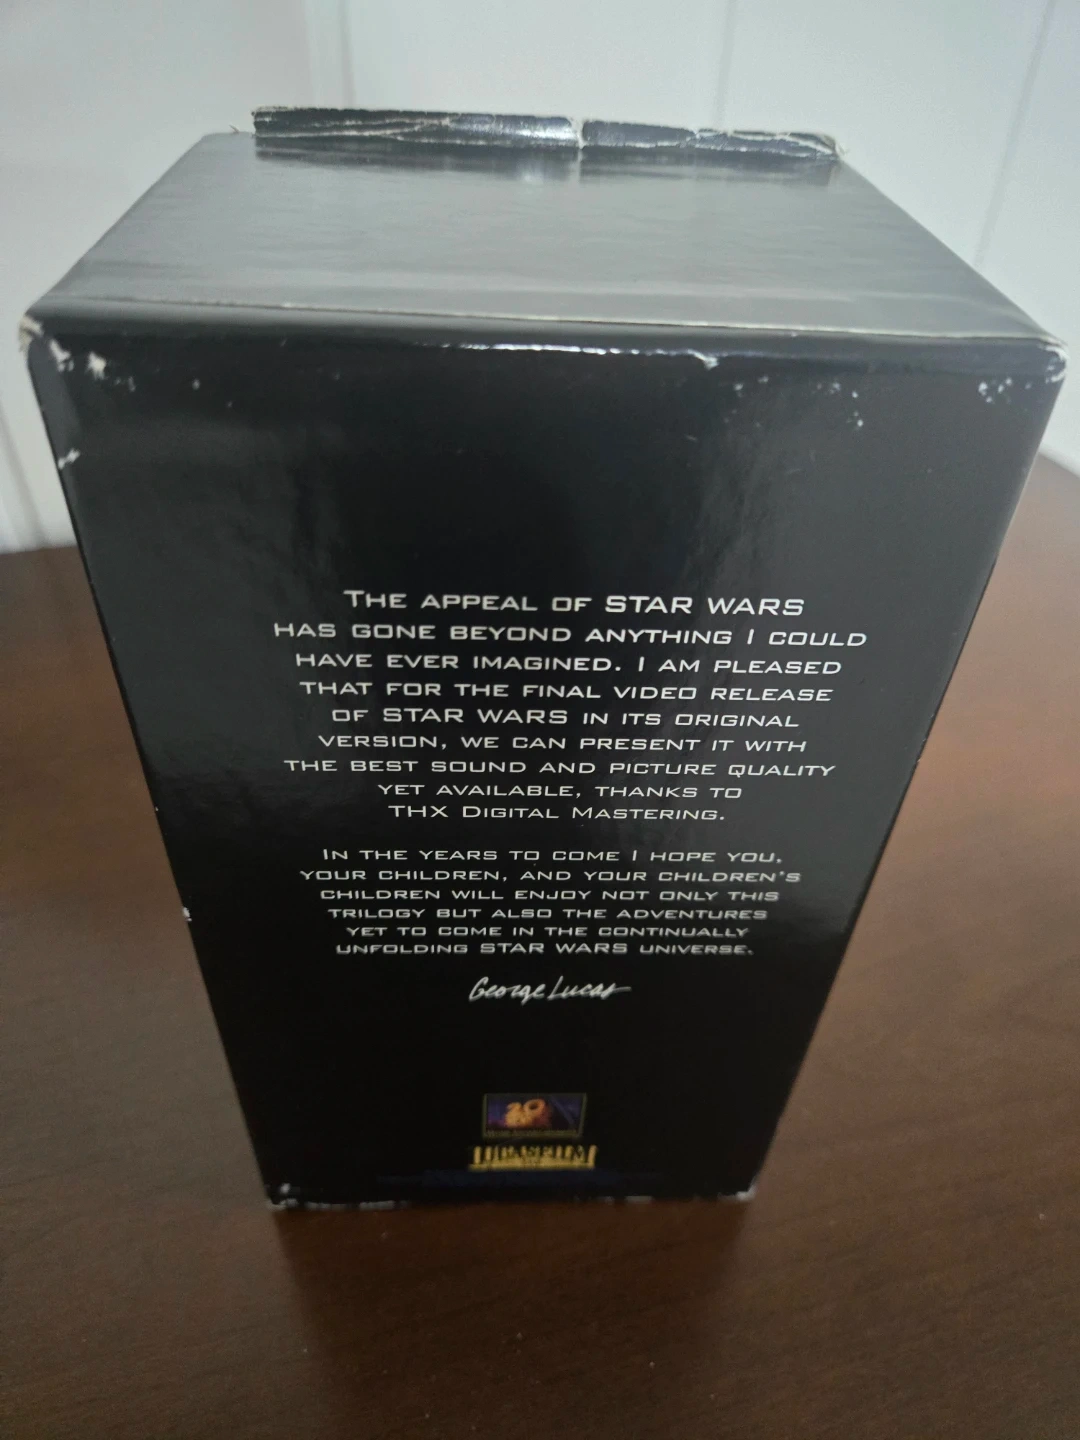 THE APPEAL OF STAR WARS
HAS GONE BEYOND ANYTHING I COULD
HAVE EVER IMAGINED. I AM PLEASED
THAT FOR THE FINAL VIDEO RELEASE
OF STAR WARS IN ITS ORIGINAL
VERSION, WE CAN PRESENT IT WITH
THE BEST SOUND AND PICTURE QUALITY
YET AVAILABLE, THANKS TO
THX DIGITAL MASTERING.
IN THE YEARS TO COME I HOPE YOU,
YOUR CHILDREN, AND YOUR CHILDREN'S
CHILDREN WILL ENJOY NOT ONLY THIS
TRILOGY BUT ALSO THE ADVENTURES
YET TO COME IN THE CONTINUALLY
UNFOLDING STAR WARS UNIVERSE.
George Lucas
20
LUCASFILM